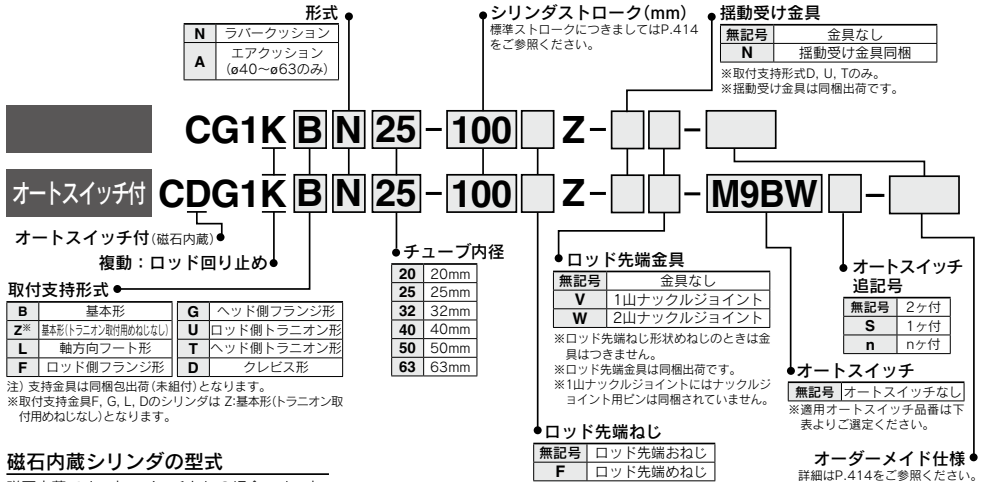 形式
N ラバークッション
A エアクッション
(ø40～ø63のみ)
シリンダストローク(mm)
標準ストロークにつきましてはP.414
をご参照ください。
揺動受け金具
無記号 金具なし
N 揺動受け金具同梱
※取付支持形式D, U, Tのみ。
※揺動受け金具は同梱出荷です。
CG1K B N 25 - 100 Z - -
オートスイッチ付 CDG1K B N 25 - 100 Z - - M9BW -
オートスイッチ付(磁石内蔵)
複動：ロッド回り止め
取付支持形式
B 基本形
Z※ 基本形(トラニオン取付用めねじなし)
L 軸方向フート形
F ロッド側フランジ形
G ヘッド側フランジ形
U ロッド側トラニオン形
T ヘッド側トラニオン形
D クレビス形
注) 支持金具は同梱包出荷(未組付)となります。
※取付支持金具F, G, L, Dのシリンダは Z:基本形(トラニオン取
付用めねじなし)となります。
チューブ内径
20 20mm
25 25mm
32 32mm
40 40mm
50 50mm
63 63mm
ロッド先端金具
無記号 金具なし
V 1山ナックルジョイント
W 2山ナックルジョイント
※ロッド先端ねじ形状めねじのときは金
具はつきません。
※ロッド先端金具は同梱出荷です。
※1山ナックルジョイントにはナックルジ
ョイント用ピンは同梱されていません。
ロッド先端ねじ
無記号 ロッド先端おねじ
F ロッド先端めねじ
オートスイッチ
追記号
無記号 2ヶ付
S 1ヶ付
n nヶ付
オートスイッチ
無記号 オートスイッチなし
※適用オートスイッチ品番は下
表よりご選定ください。
オーダーメイド仕様
詳細はP.414をご参照ください。
磁石内蔵シリンダの型式